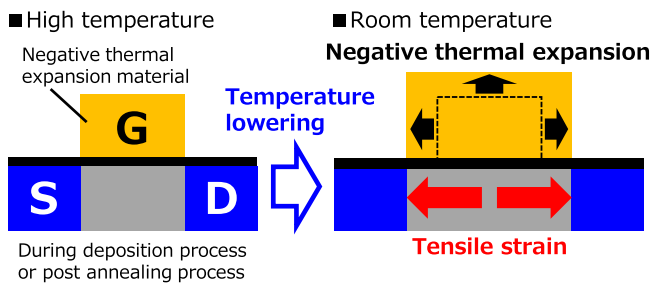 ■High temperature
Negative thermal
expansion material
G
S
D
During deposition process
or post annealing process
Temperature
lowering
■Room temperature
Negative thermal expansion
Tensile strain